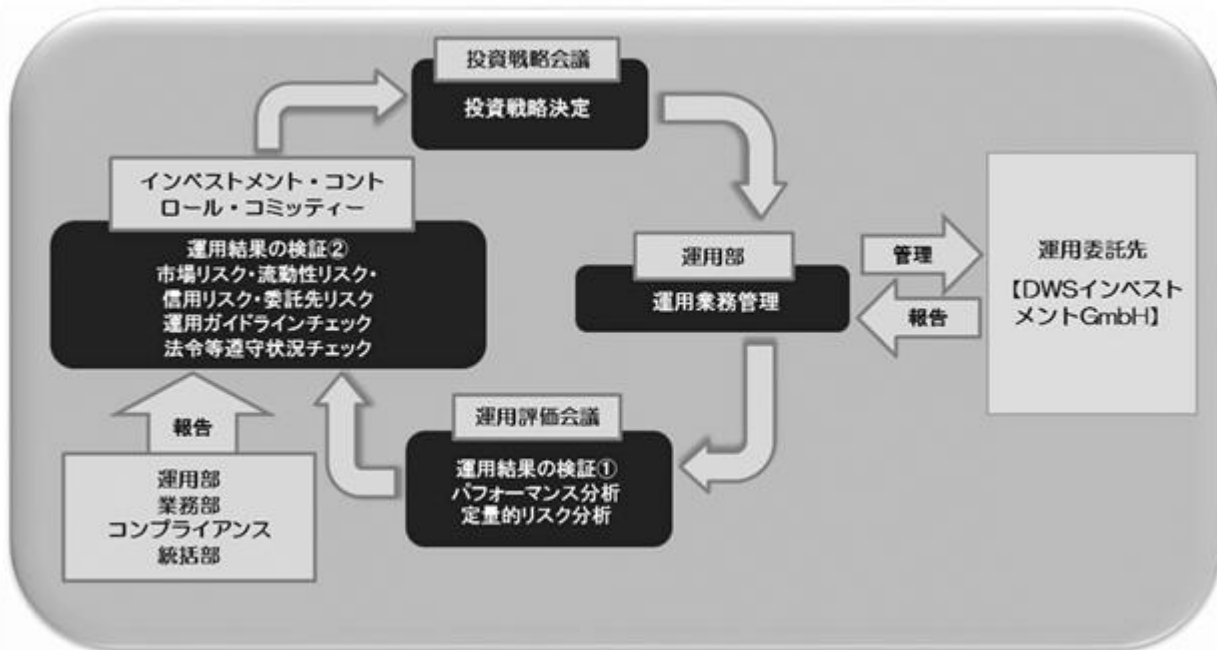 投資戦略会議
投資戦略決定
インベストメント・コント
ロール・コミッティー
運用結果の検証②
市場リスク・流動性リスク・
信用リスク・委託先リスク
運用ガイドラインチェック
法令等遵守状況チェック
運用部
運用業務管理
管理
報告
運用委託先
【DWSインベスト
メントGmbH】
運用評価会議
運用結果の検証①
パフォーマンス分析
定量的リスク分析
報告
運用部
業務部
コンプライアンス
統括部